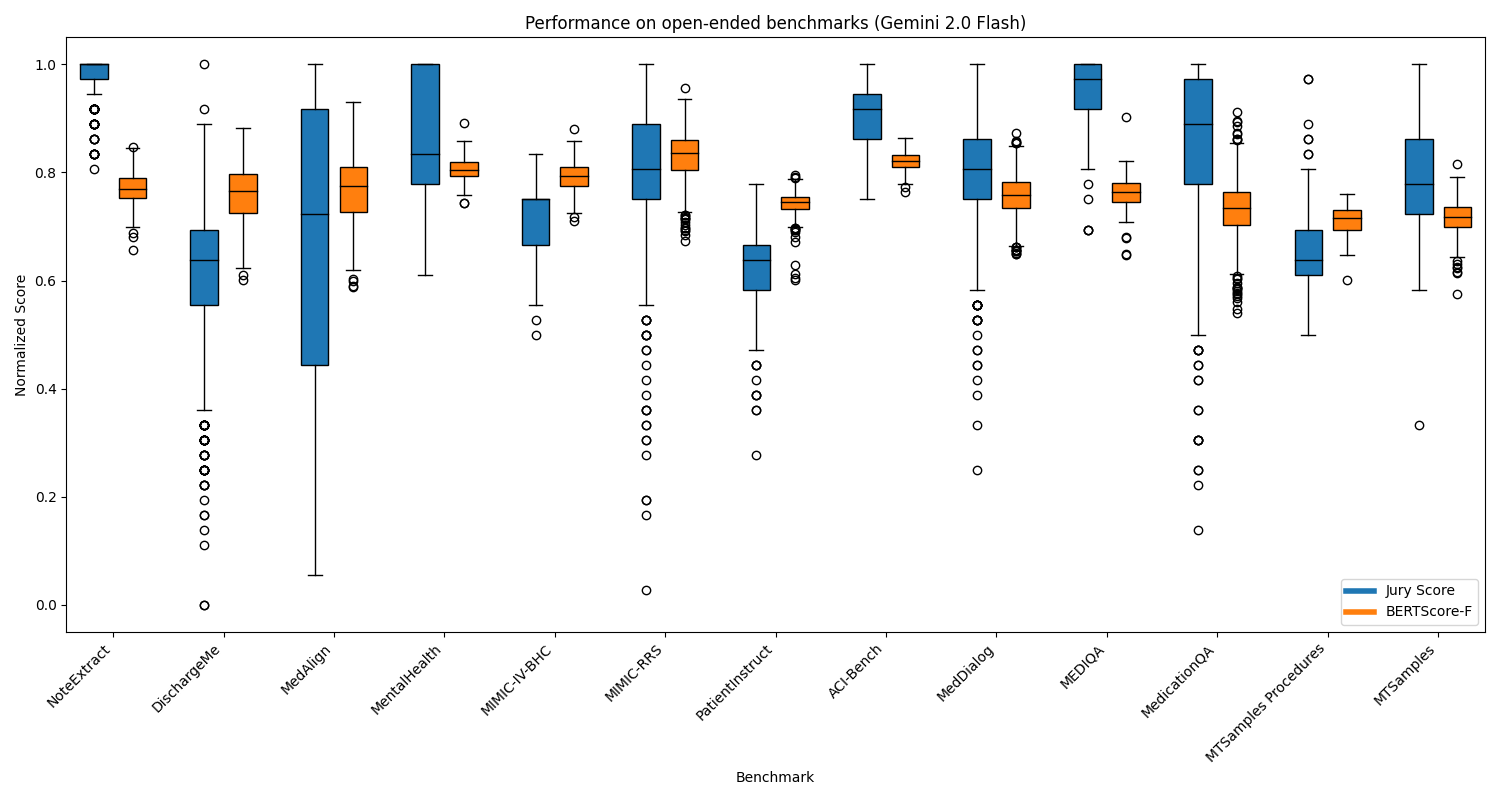 Performance on open-ended benchmarks (Gemini 2.0 Flash)
Normalized Score
1.0
0.8
0.6
0.4
0.2
0.0
Jury Score
BERTScore-F
NoteExtract
DischargeMe
MedAlign
MentalHealth
MIMIC-IV-BHC
MIMIC-RRS
PatientInstruct
ACI-Bench
MedDialog
MEDIQA
MedicationQA
MTSamples Procedures
MTSamples
Benchmark